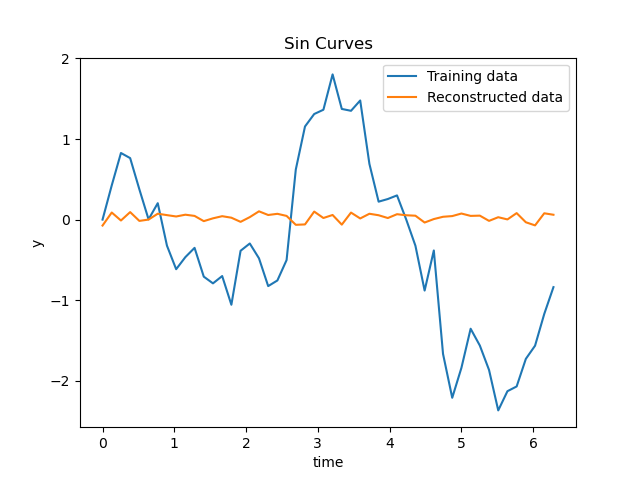 Sin Curves
Training data
Reconstructed data
2
1
0
−1
−2
y
0 1 2 3 4 5 6
time